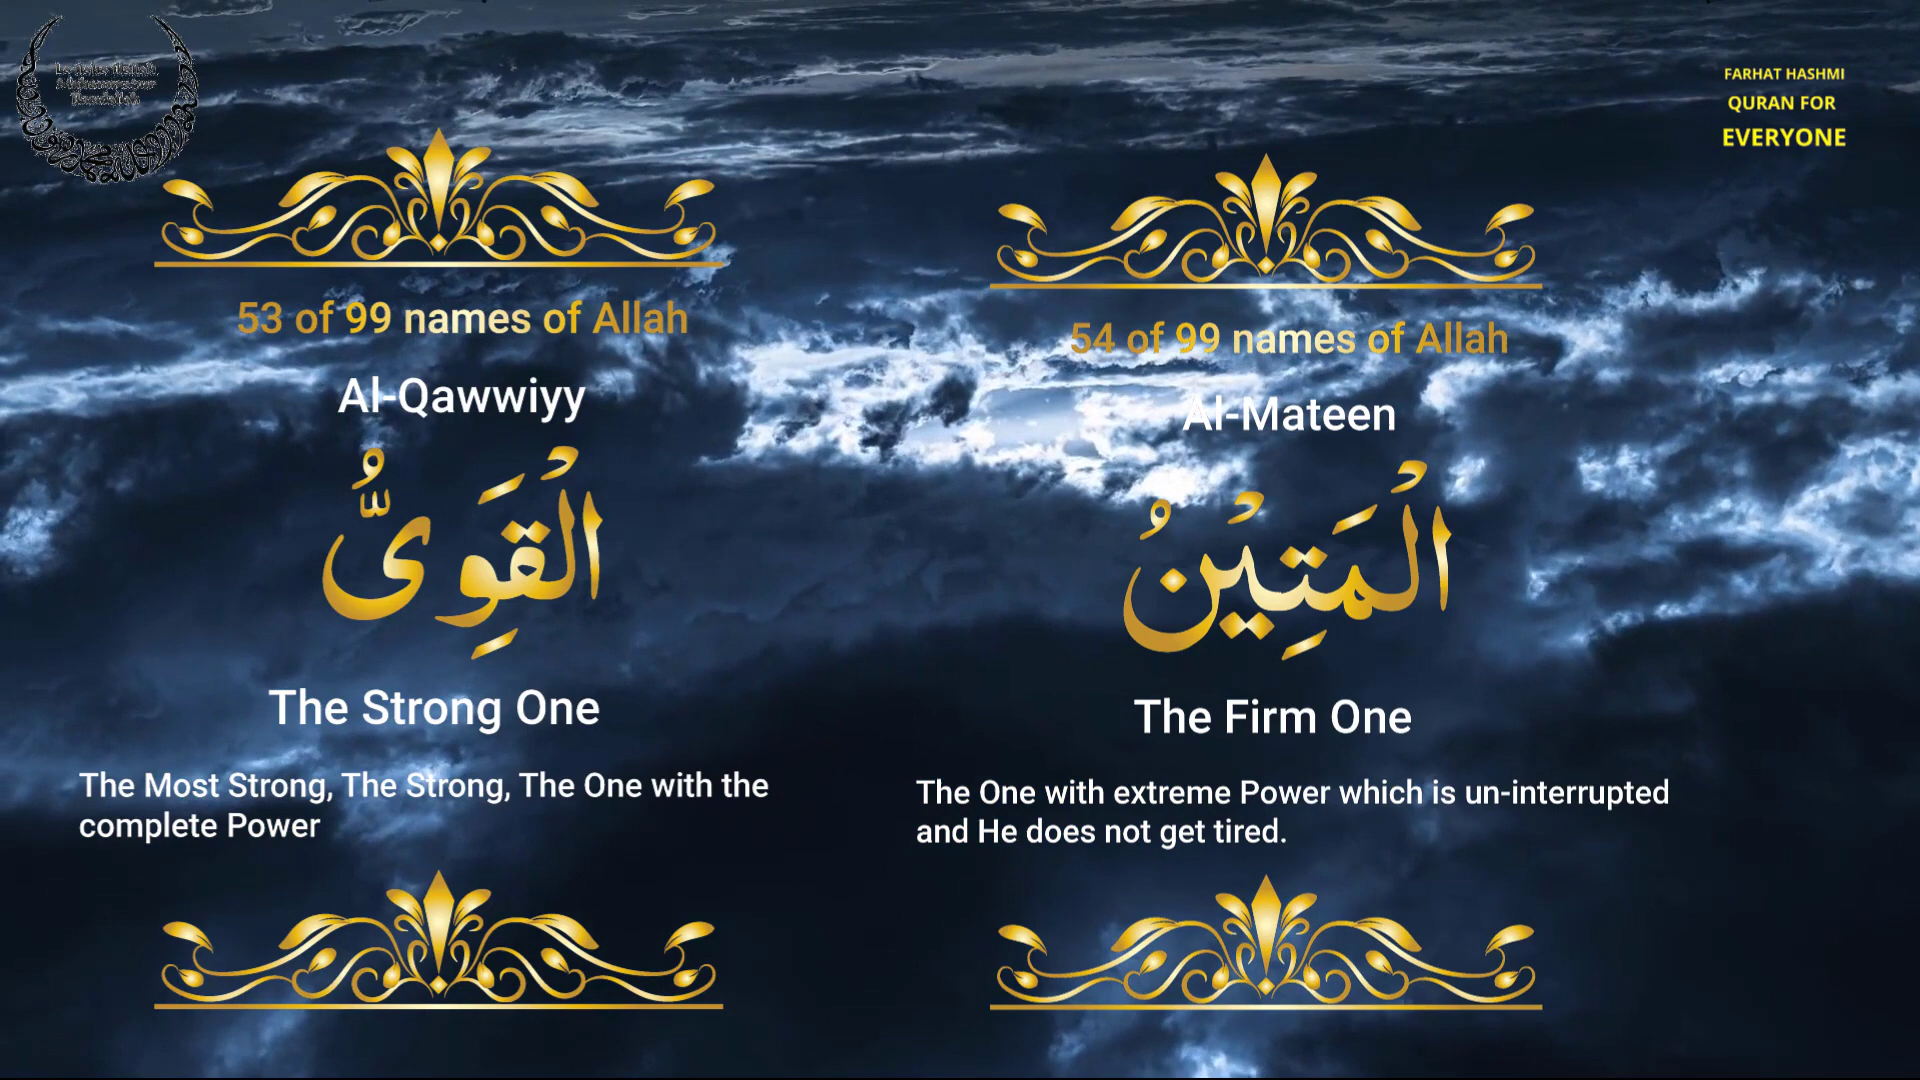 FARHAT HASHMI
QURAN FOR
EVERYONE
53 of 99 names of Allah
Al-Qawwiyy
الْقَوِىُّ
The Strong One
The Most Strong, The Strong, The One with the
complete Power
54 of 99 names of Allah
Al-Mateen
الْمَتِيْنُ
The Firm One
The One with extreme Power which is un-interrupted
and He does not get tired.